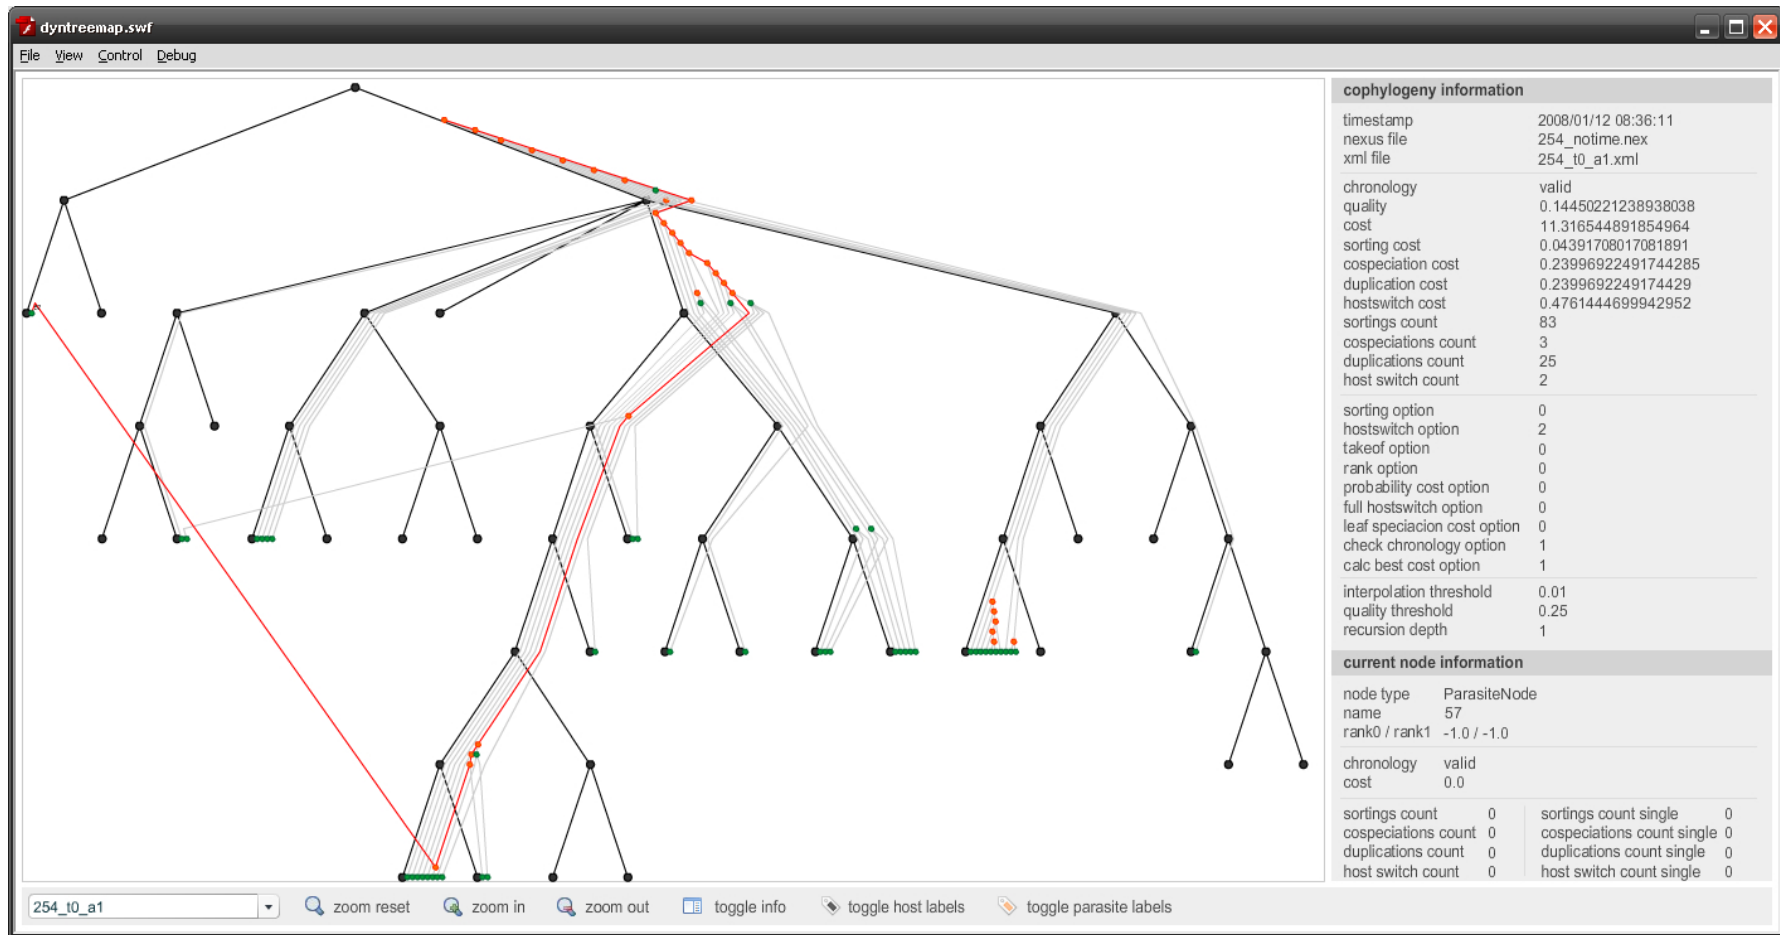 dyntreemap.swf
File View Control Debug
cophylogeny information
timestamp 2008/01/12 08:36:11
nexus file 254_notime.nex
xml file 254_t0_a1.xml
chronology valid
quality 0.14450221238938038
cost 11.316544891854964
sorting cost 0.04391708017081891
cospeciation cost 0.23996922491744285
duplication cost 0.2399692249174429
hostswitch cost 0.4761444699942952
sortings count 83
cospeciations count 3
duplications count 25
host switch count 2
sorting option 0
hostswitch option 2
takeof option 0
rank option 0
probability cost option 0
full hostswitch option 0
leaf speciacion cost option 0
check chronology option 1
calc best cost option 1
interpolation threshold 0.01
quality threshold 0.25
recursion depth 1
current node information
node type ParasiteNode
name 57
rank0 / rank1 -1.0 / -1.0
chronology valid
cost 0.0
sortings count 0 sortings count single 0
cospeciations count 0 cospeciations count single 0
duplications count 0 duplications count single 0
host switch count 0 host switch count single 0
254_t0_a1 zoom reset zoom in zoom out toggle info toggle host labels toggle parasite labels